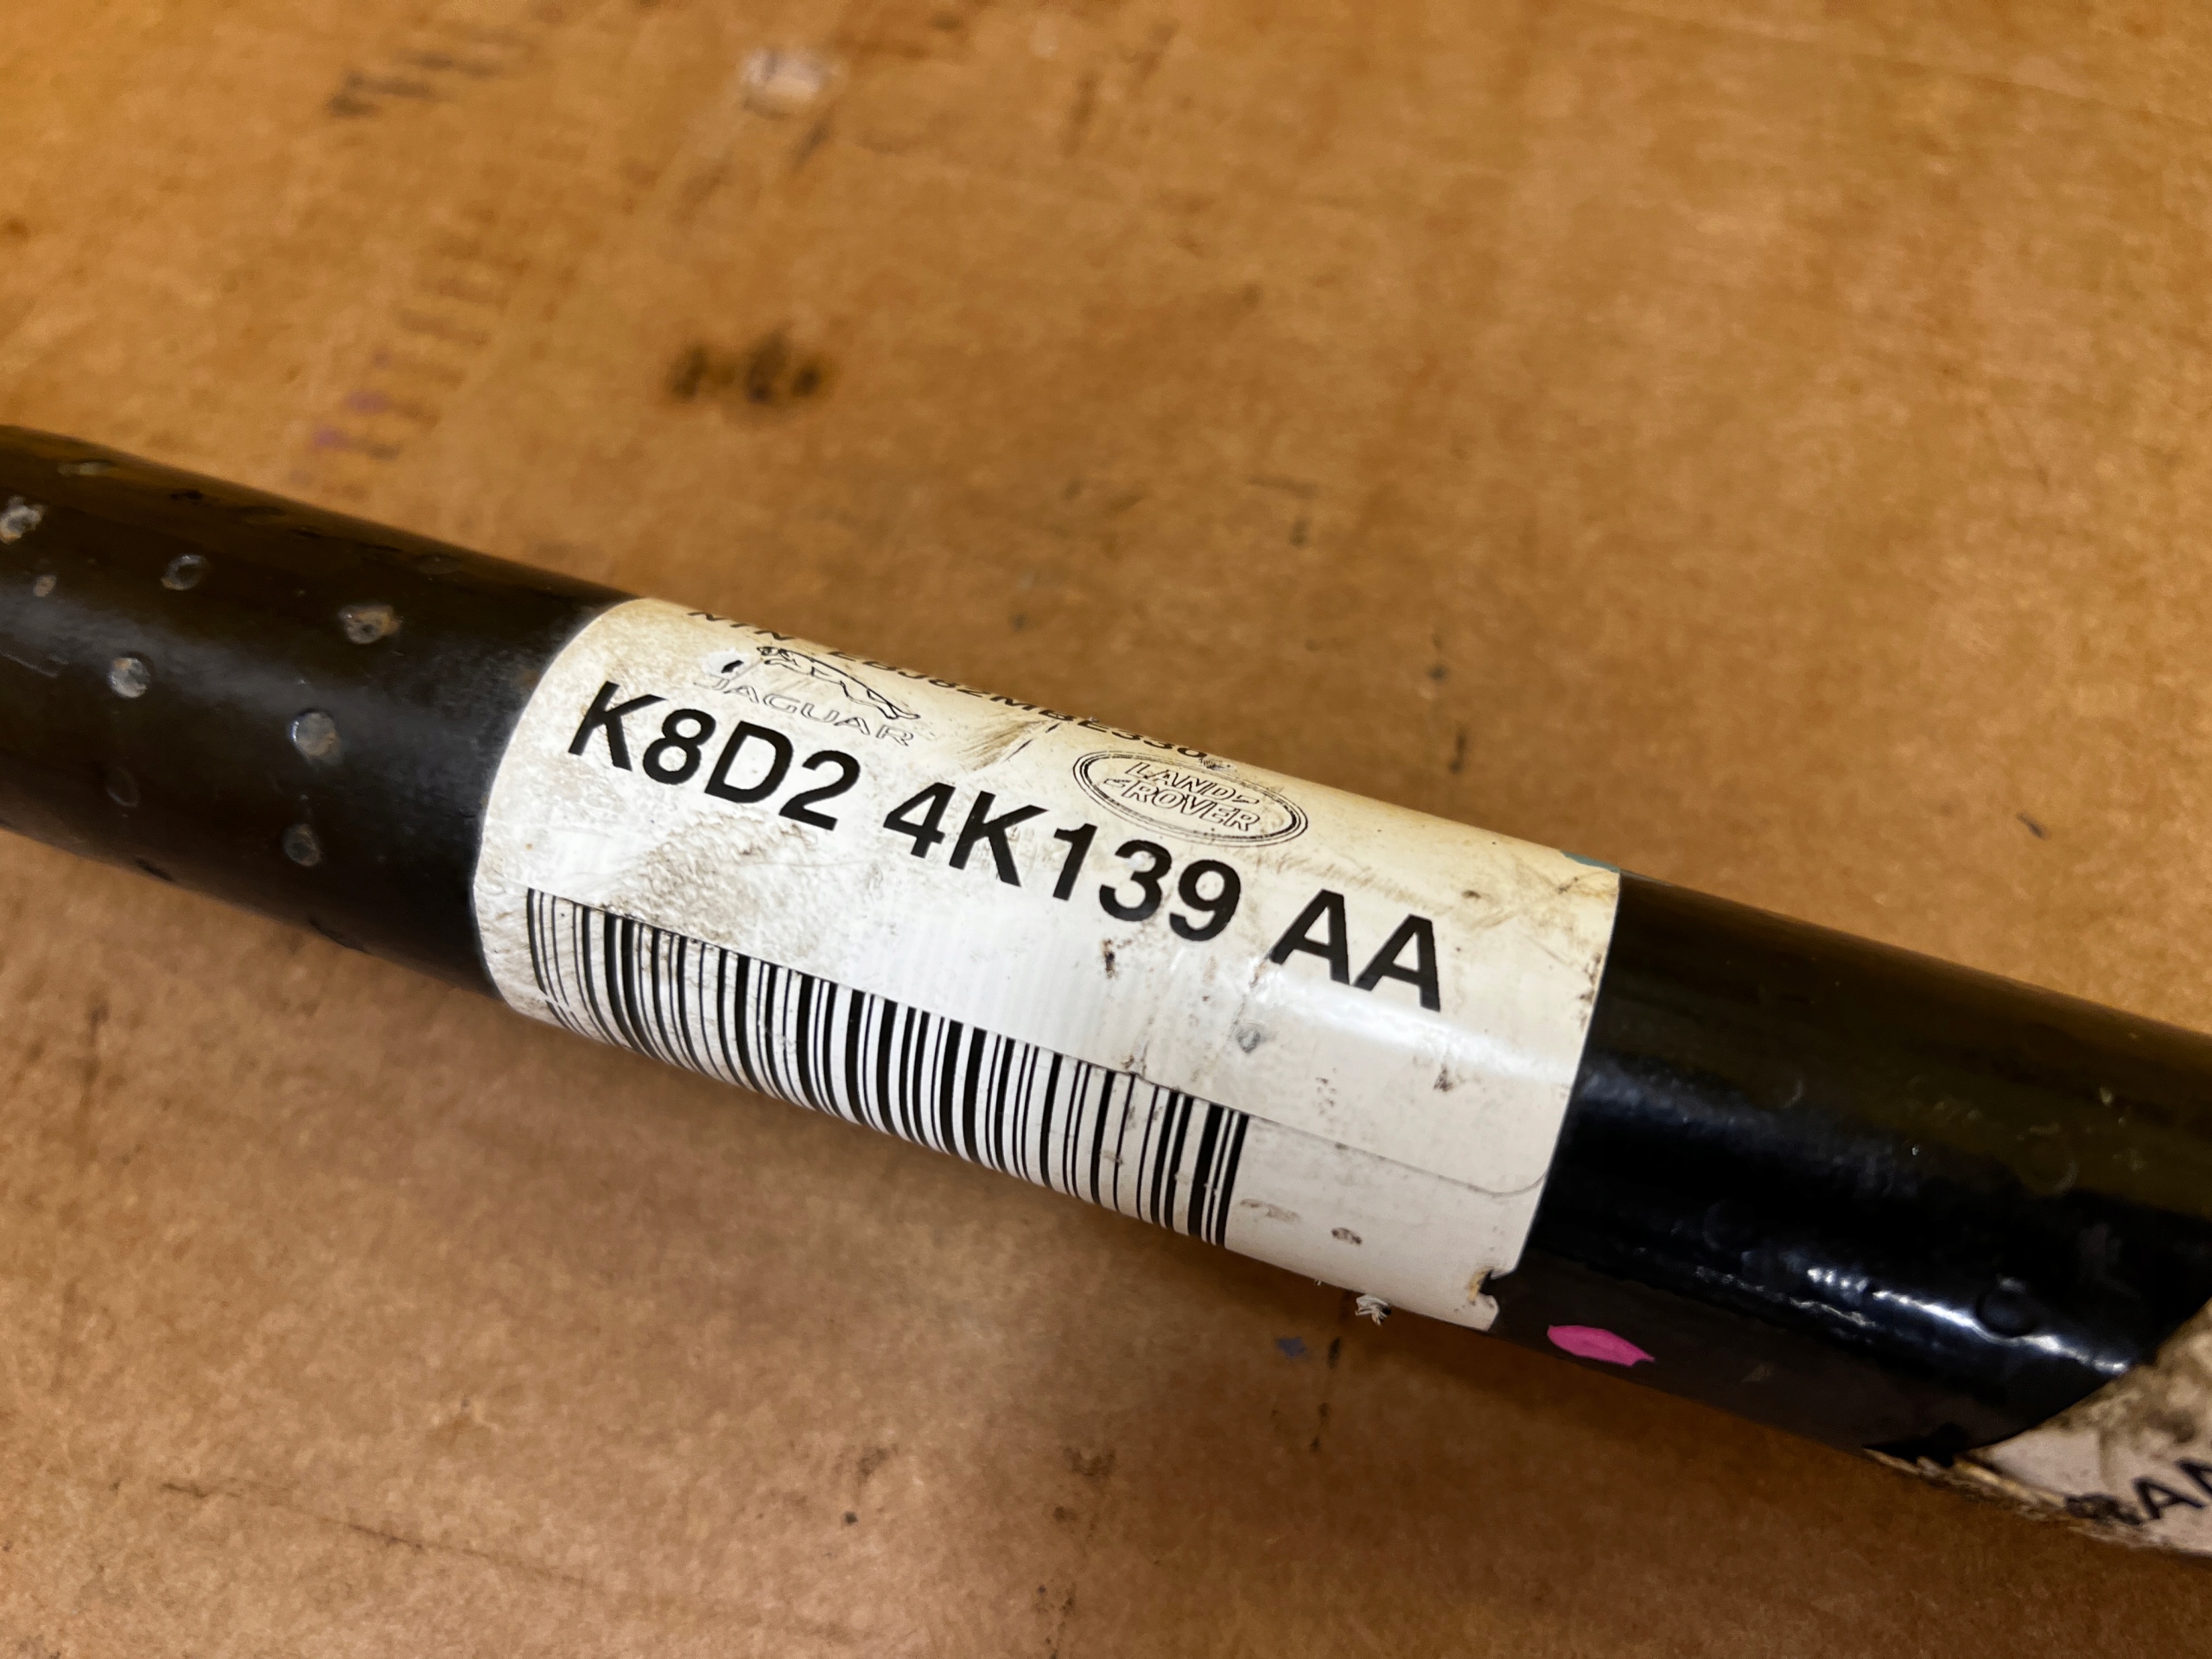 JAGUAR
LAND
ROVER
K8D2 4K139 AA